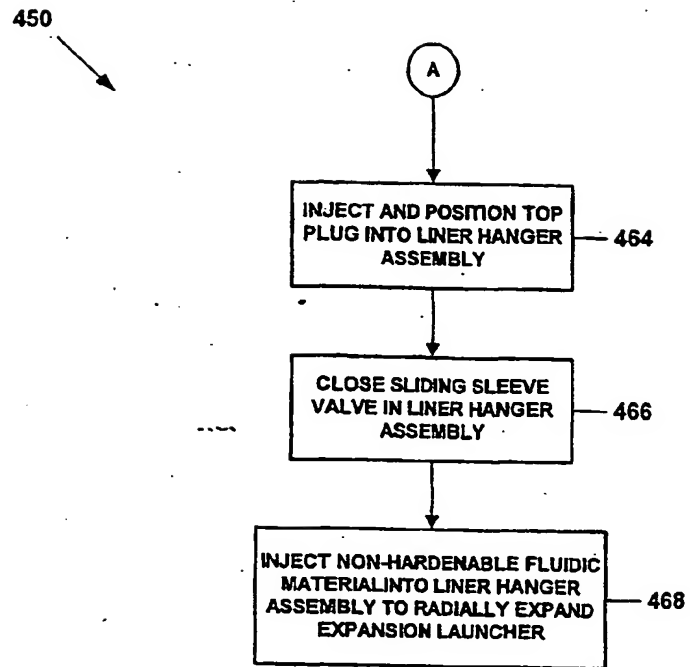 450
A
INJECT AND POSITION TOP
PLUG INTO LINER HANGER
ASSEMBLY
464
CLOSE SLIDING SLEEVE
VALVE IN LINER HANGER
ASSEMBLY
466
INJECT NON-HARDENABLE FLUIDIC
MATERIALINTO LINER HANGER
ASSEMBLY TO RADIALLY EXPAND
EXPANSION LAUNCHER
468